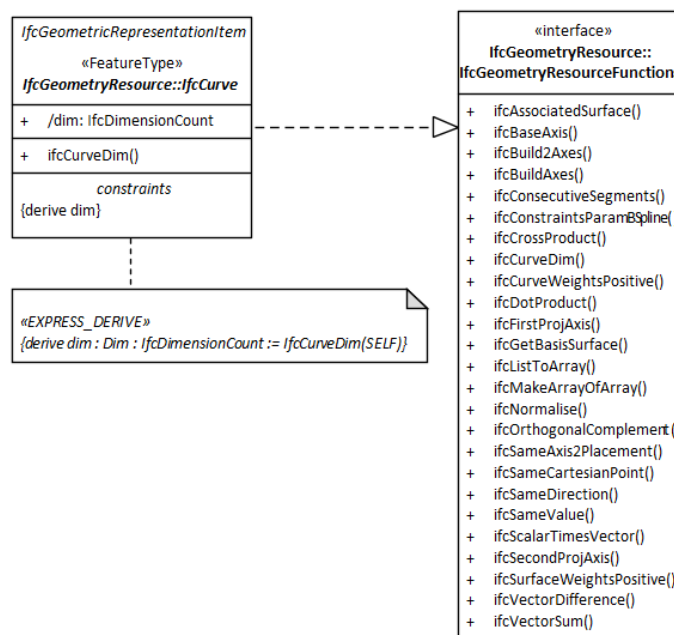 IfcGeometricRepresentationItem
«FeatureType»
IfcGeometryResource::IfcCurve
+ /dim: IfcDimensionCount
+ ifcCurveDim()
constraints
{derive dim}
«EXPRESS_DERIVE»
{derive dim : Dim : IfcDimensionCount := IfcCurveDim(SELF)}
«interface»
IfcGeometryResource::
IfcGeometryResourceFunction
+ ifcAssociatedSurface()
+ ifcBaseAxis()
+ ifcBuild2Axes()
+ ifcBuildAxes()
+ ifcConsecutiveSegments()
+ ifcConstraintsParamBSpline(
+ ifcCrossProduct()
+ ifcCurveDim()
+ ifcCurveWeightsPositive()
+ ifcDotProduct()
+ ifcFirstProjAxis()
+ ifcGetBasisSurface()
+ ifcListToArray()
+ ifcMakeArrayOfArray()
+ ifcNormalise()
+ ifcOrthogonalComplement(
+ ifcSameAxis2Placement()
+ ifcSameCartesianPoint()
+ ifcSameDirection()
+ ifcSameValue()
+ ifcScalarTimesVector()
+ ifcSecondProjAxis()
+ ifcSurfaceWeightsPositive()
+ ifcVectorDifference()
+ ifcVectorSum()